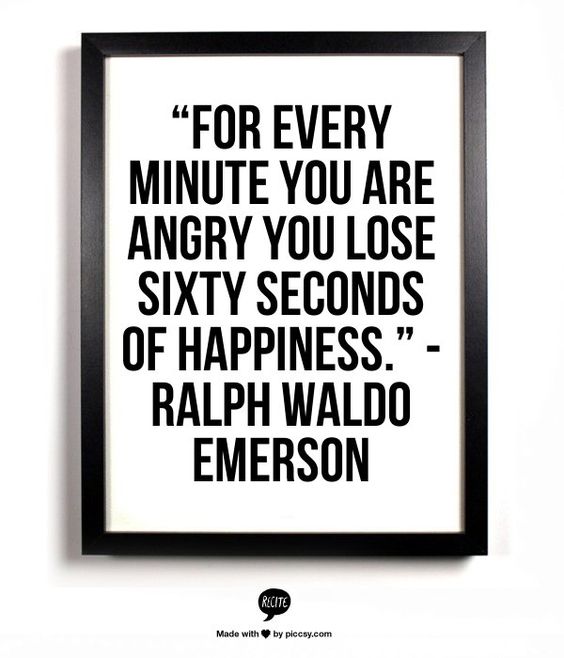 “FOR EVERY
MINUTE YOU ARE
ANGRY YOU LOSE
SIXTY SECONDS
OF HAPPINESS.” -
RALPH WALDO
EMERSON
RECITE
Made with ♥ by piccsy.com